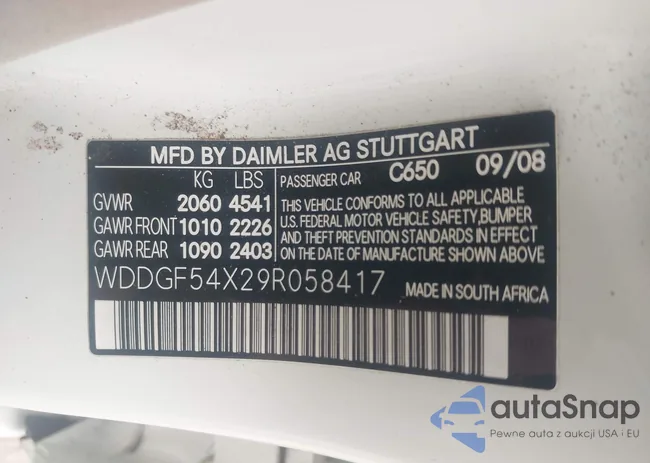 MFD BY DAIMLER AG STUTTGART
KG LBS
GVWR 2060 4541
GAWR FRONT 1010 2226
GAWR REAR 1090 2403
PASSENGER CAR C650 09/08
THIS VEHICLE CONFORMS TO ALL APPLICABLE
U.S. FEDERAL MOTOR VEHICLE SAFETY,BUMPER
AND THEFT PREVENTION STANDARDS IN EFFECT
ON THE DATE OF MANUFACTURE SHOWN ABOVE
WDDGF54X29R058417 MADE IN SOUTH AFRICA
autaSnap
Pewne auta z aukcji USA i EU